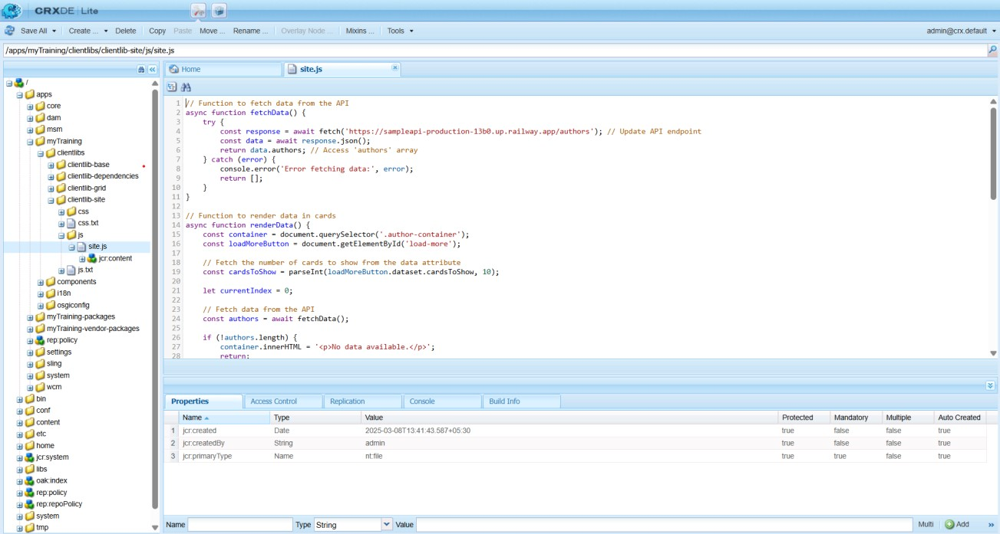 CRXDE | Lite
Save All Create ... Delete Copy Paste Move ... Rename ... Overlay Node ... Mixins ... Tools admin@crx.default
/apps/myTraining/clientlibs/clientlib-site/js/site.js
/
apps
core
dam
msm
myTraining
clientlibs
clientlib-base
clientlib-dependencies
clientlib-grid
clientlib-site
css
css.txt
js
site.js
jcr:content
js.txt
components
i18n
osgiconfig
myTraining-packages
myTraining-vendor-packages
rep:policy
settings
sling
system
wcm
bin
conf
content
etc
home
jcr:system
libs
oak:index
rep:policy
rep:repoPolicy
system
tmp
Home site.js
1 // Function to fetch data from the API
2 async function fetchData() {
3 try {
4 const response = await fetch('https://sampleapi-production-13b0.up.railway.app/authors'); // Update API endpoint
5 const data = await response.json();
6 return data.authors; // Access 'authors' array
7 } catch (error) {
8 console.error('Error fetching data:', error);
9 return [];
10 }
11 }
12
13 // Function to render data in cards
14 async function renderData() {
15 const container = document.querySelector('.author-container');
16 const loadMoreButton = document.getElementById('load-more');
17
18 // Fetch the number of cards to show from the data attribute
19 const cardsToShow = parseInt(loadMoreButton.dataset.cardsToShow, 10);
20
21 let currentIndex = 0;
22
23 // Fetch data from the API
24 const authors = await fetchData();
25
26 if (!authors.length) {
27 container.innerHTML = '<p>No data available.</p>';
28 return;
Properties Access Control Replication Console Build Info
Name Type Value Protected Mandatory Multiple Auto Created
1 jcr:created Date 2025-03-08T13:41:43.587+05:30 true false false true
2 jcr:createdBy String admin true false false true
3 jcr:primaryType Name nt:file true true false true
Name Type String Value Multi Add »